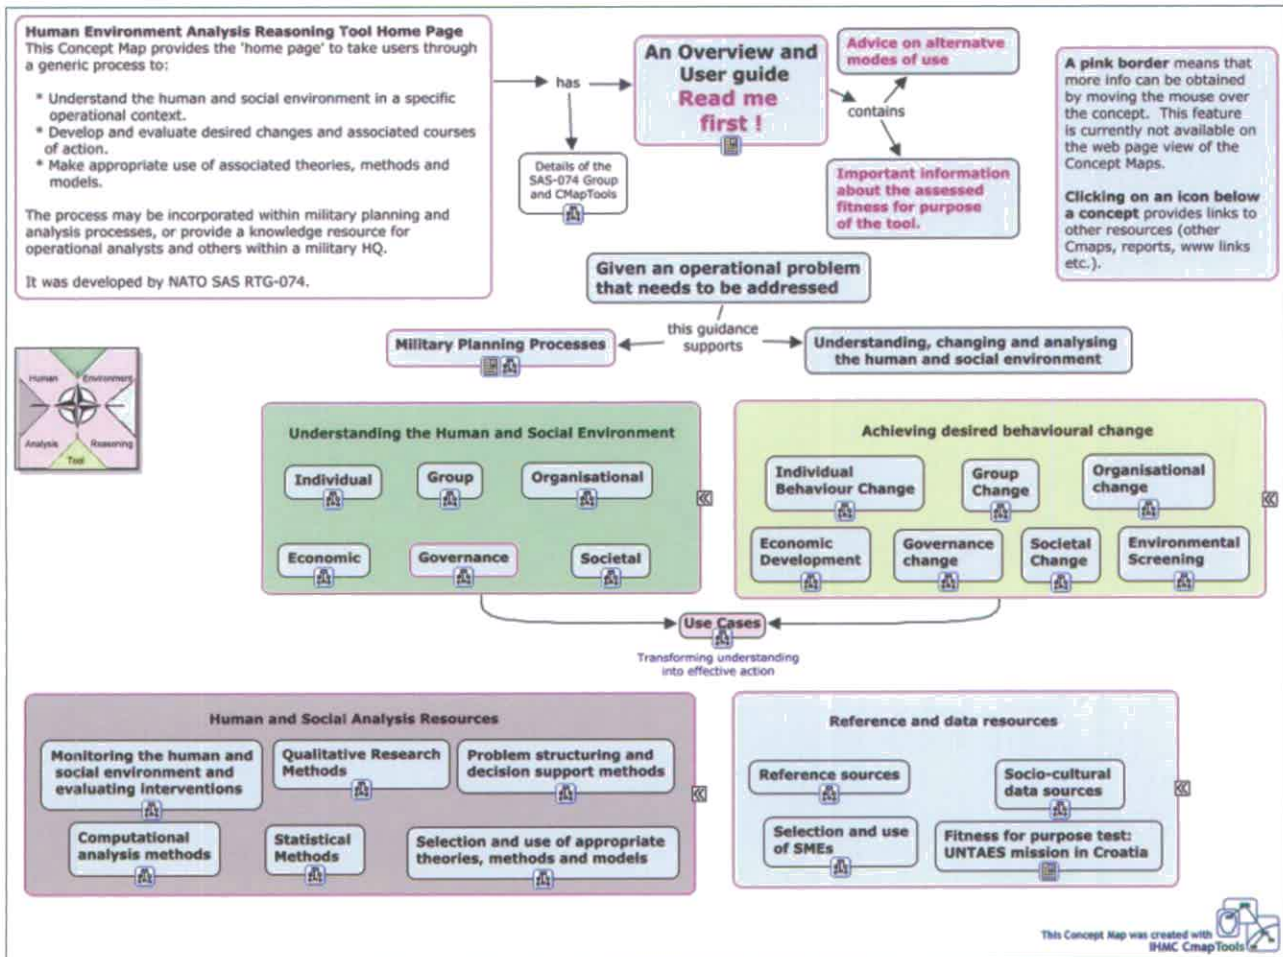 Human Environment Analysis Reasoning Tool Home Page
This Concept Map provides the 'home page' to take users through
a generic process to:
* Understand the human and social environment in a specific
operational context.
* Develop and evaluate desired changes and associated courses
of action.
* Make appropriate use of associated theories, methods and
models.
The process may be incorporated within military planning and
analysis processes, or provide a knowledge resource for
operational analysts and others within a military HQ.
It was developed by NATO SAS RTG-074.
has
Details of the
SAS-074 Group
and CMapTools
An Overview and
User guide
Read me
first !
contains
Advice on alternatve
modes of use
Important information
about the assessed
fitness for purpose
of the tool.
A pink border means that
more info can be obtained
by moving the mouse over
the concept. This feature
is currently not available on
the web page view of the
Concept Maps.
Clicking on an icon below
a concept provides links to
other resources (other
Cmaps, reports, www links
etc.).
Given an operational problem
that needs to be addressed
this guidance
supports
Military Planning Processes
Understanding, changing and analysing
the human and social environment
Human
Environment
Analysis
Reasoning
Tool
Understanding the Human and Social Environment
Individual
Group
Organisational
Economic
Governance
Societal
Achieving desired behavioural change
Individual
Behaviour Change
Group
Change
Organisational
change
Economic
Development
Governance
change
Societal
Change
Environmental
Screening
Use Cases
Transforming understanding
into effective action
Human and Social Analysis Resources
Monitoring the human and
social environment and
evaluating interventions
Qualitative Research
Methods
Problem structuring and
decision support methods
Computational
analysis methods
Statistical
Methods
Selection and use of appropriate
theories, methods and models
Reference and data resources
Reference sources
Socio-cultural
data sources
Selection and use
of SMEs
Fitness for purpose test:
UNTAES mission in Croatia
This Concept Map was created with
IHMC CmapTools